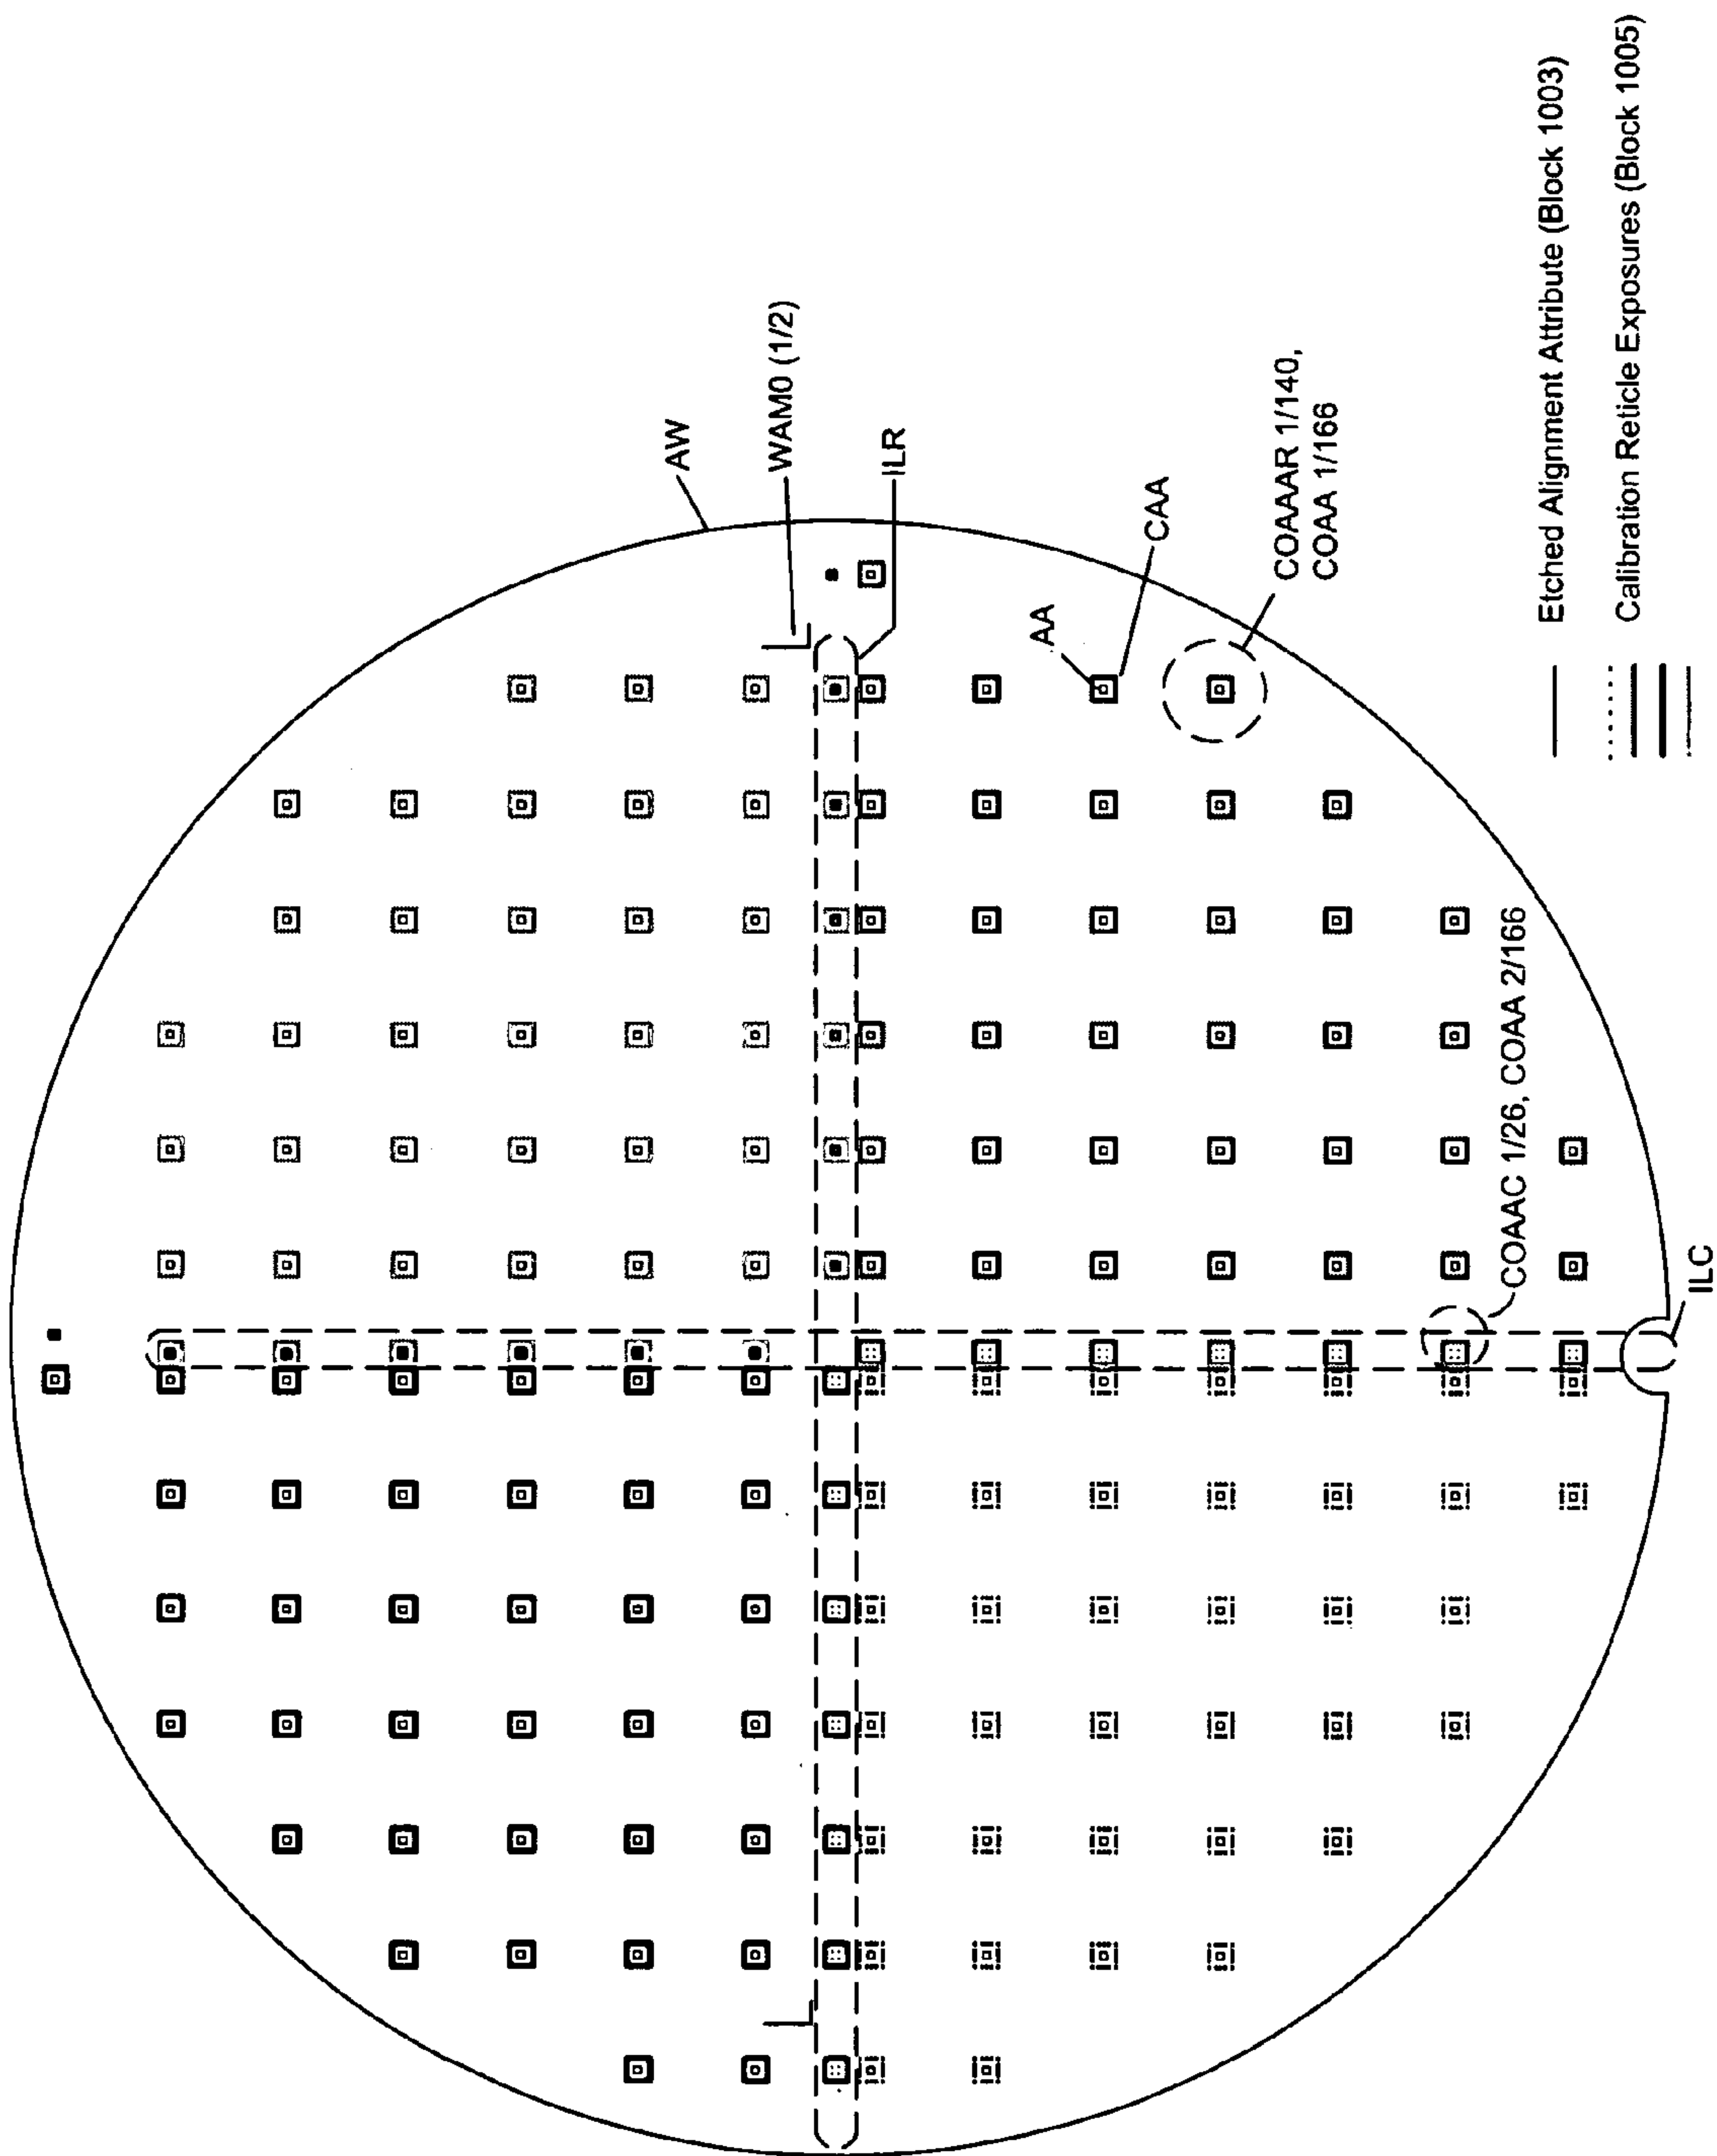 AW
WAM0 (1/2)
ILR
AA
CAA
COAAR 1/140,
COAA 1/166
COAAC 1/26, COAA 2/166
ILC
Etched Alignment Attribute (Block 1003)
Calibration Reticle Exposures (Block 1005)